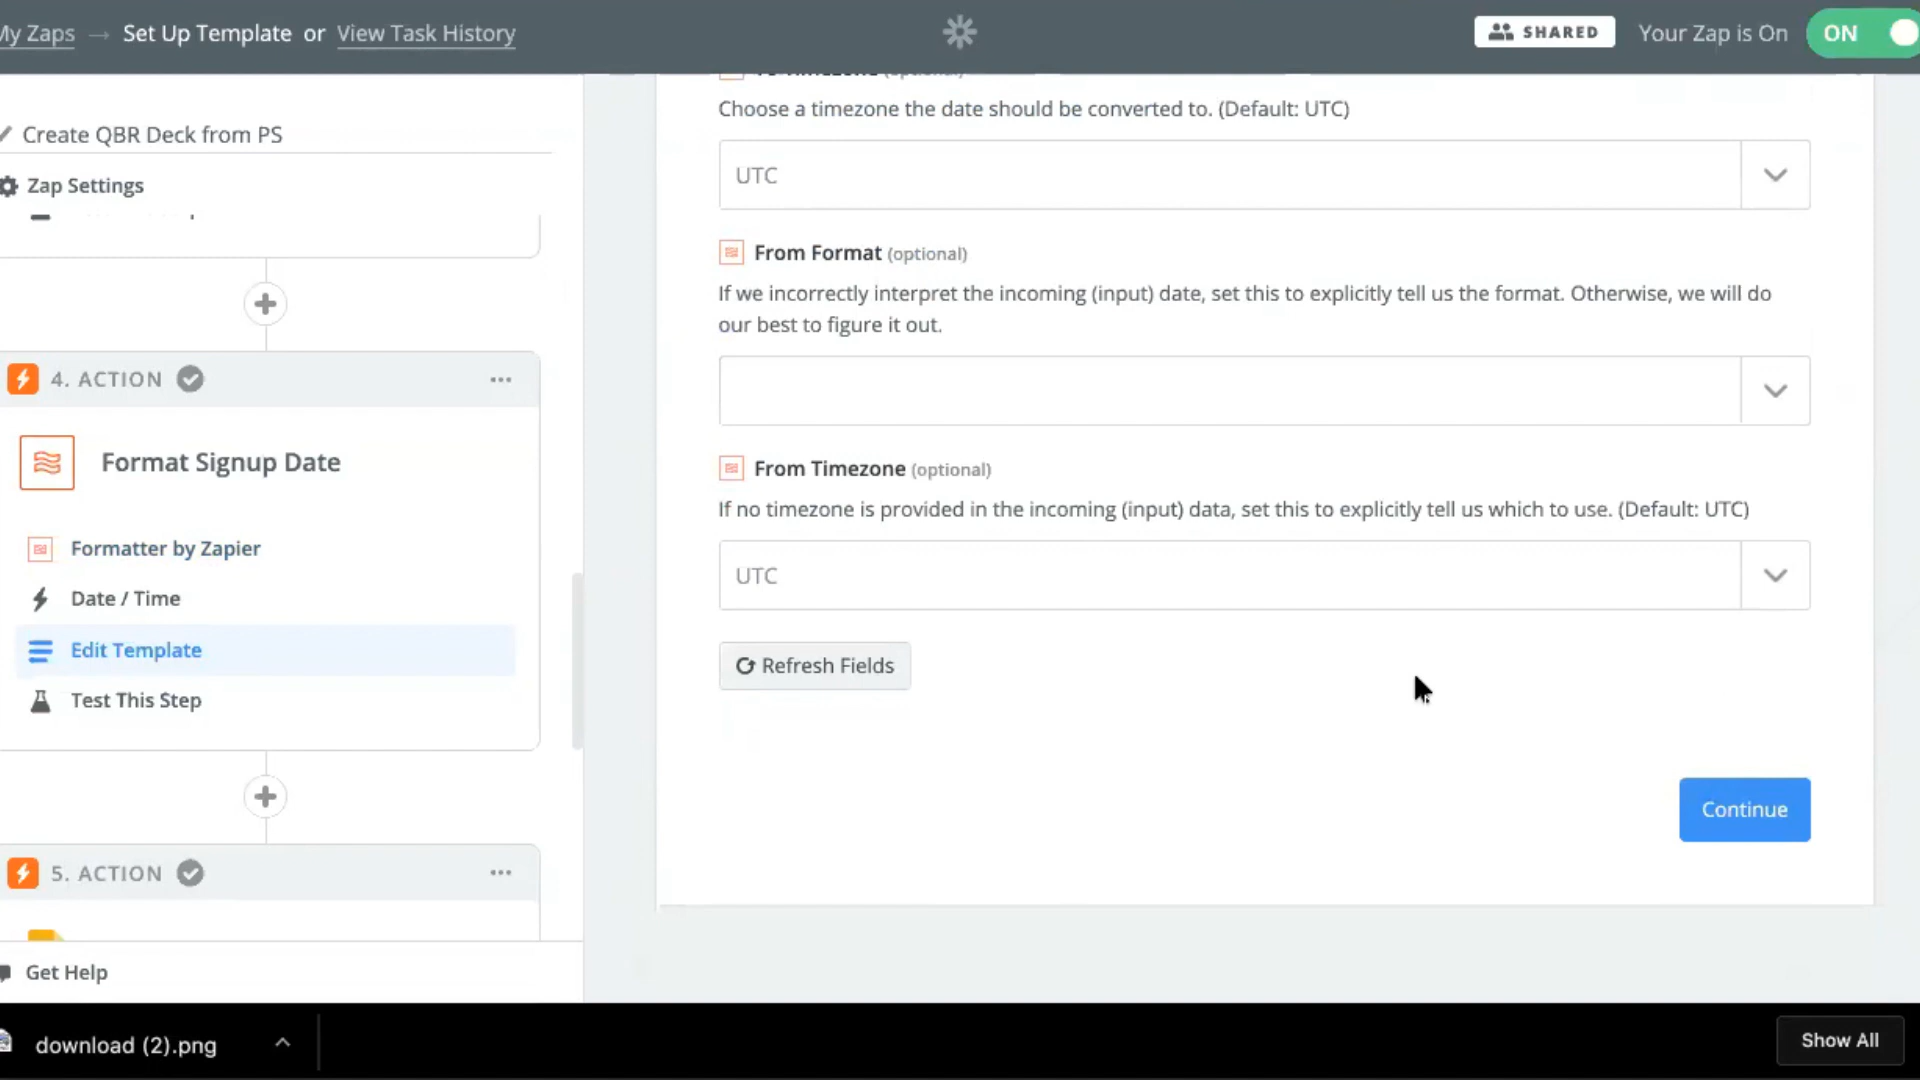 My Zaps → Set Up Template or View Task History
SHARED
Your Zap is On
ON
Create QBR Deck from PS
Zap Settings
4. ACTION
Format Signup Date
Formatter by Zapier
Date / Time
Edit Template
Test This Step
5. ACTION
Get Help
To Timezone (optional)
Choose a timezone the date should be converted to. (Default: UTC)
UTC
From Format (optional)
If we incorrectly interpret the incoming (input) date, set this to explicitly tell us the format. Otherwise, we will do
our best to figure it out.
From Timezone (optional)
If no timezone is provided in the incoming (input) data, set this to explicitly tell us which to use. (Default: UTC)
UTC
Refresh Fields
Continue
download (2).png
Show All